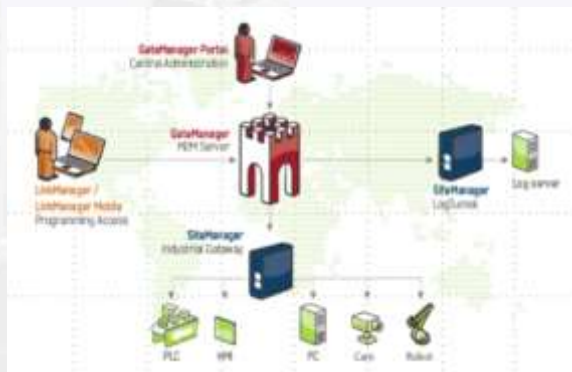 GateManager Portal
Central Administration
GateManager
M2M Server
LinkManager /
LinkManager Mobile
Programming Access
SiteManager
LogTunnel
Log server
SiteManager
Industrial Gateway
PLC
HMI
PC
Cam
Robot